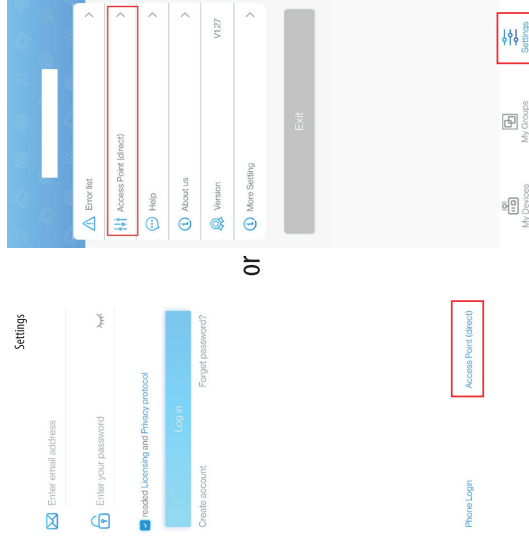 Settings
Enter email address
Enter your password
readed Licensing and Privacy protocol
Log in
Create account
Forget password?
Phone Login
Access Point (direct)
or
Error list
Access Point (direct)
Help
About us
Version
V1.27
More Setting
Exit
My Devices
My Groups
Settings